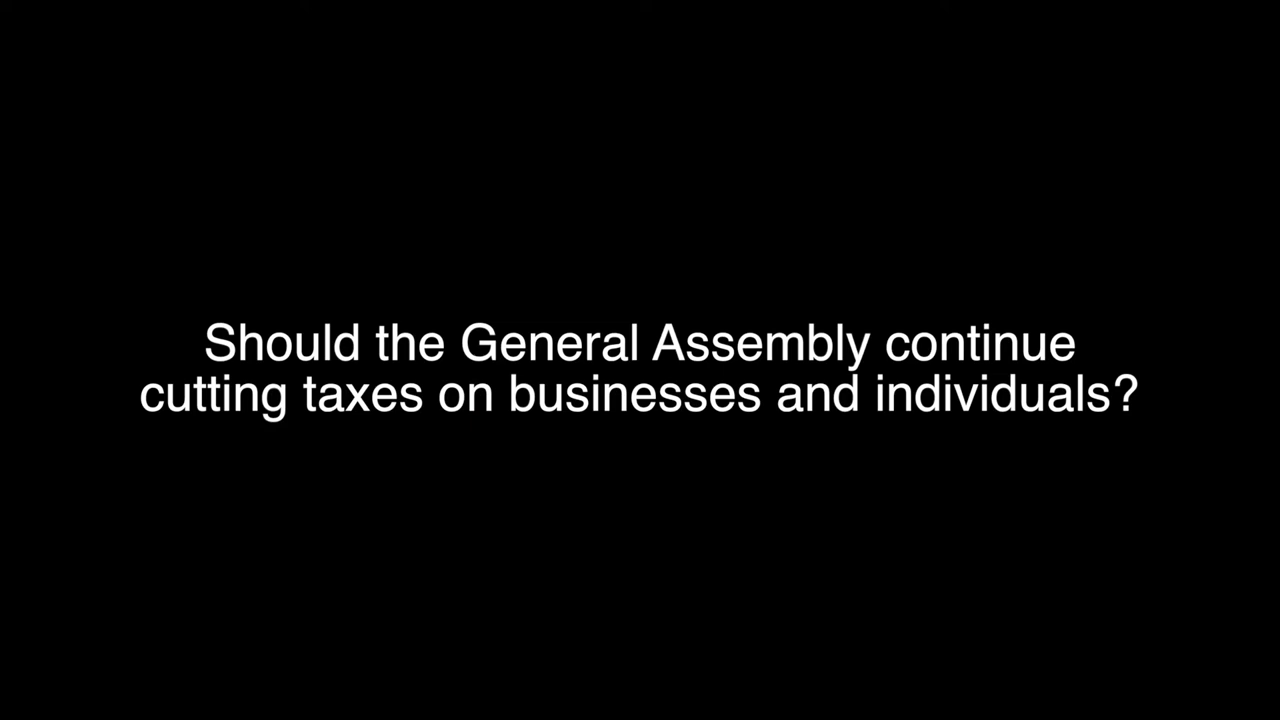 Should the General Assembly continue
cutting taxes on businesses and individuals?